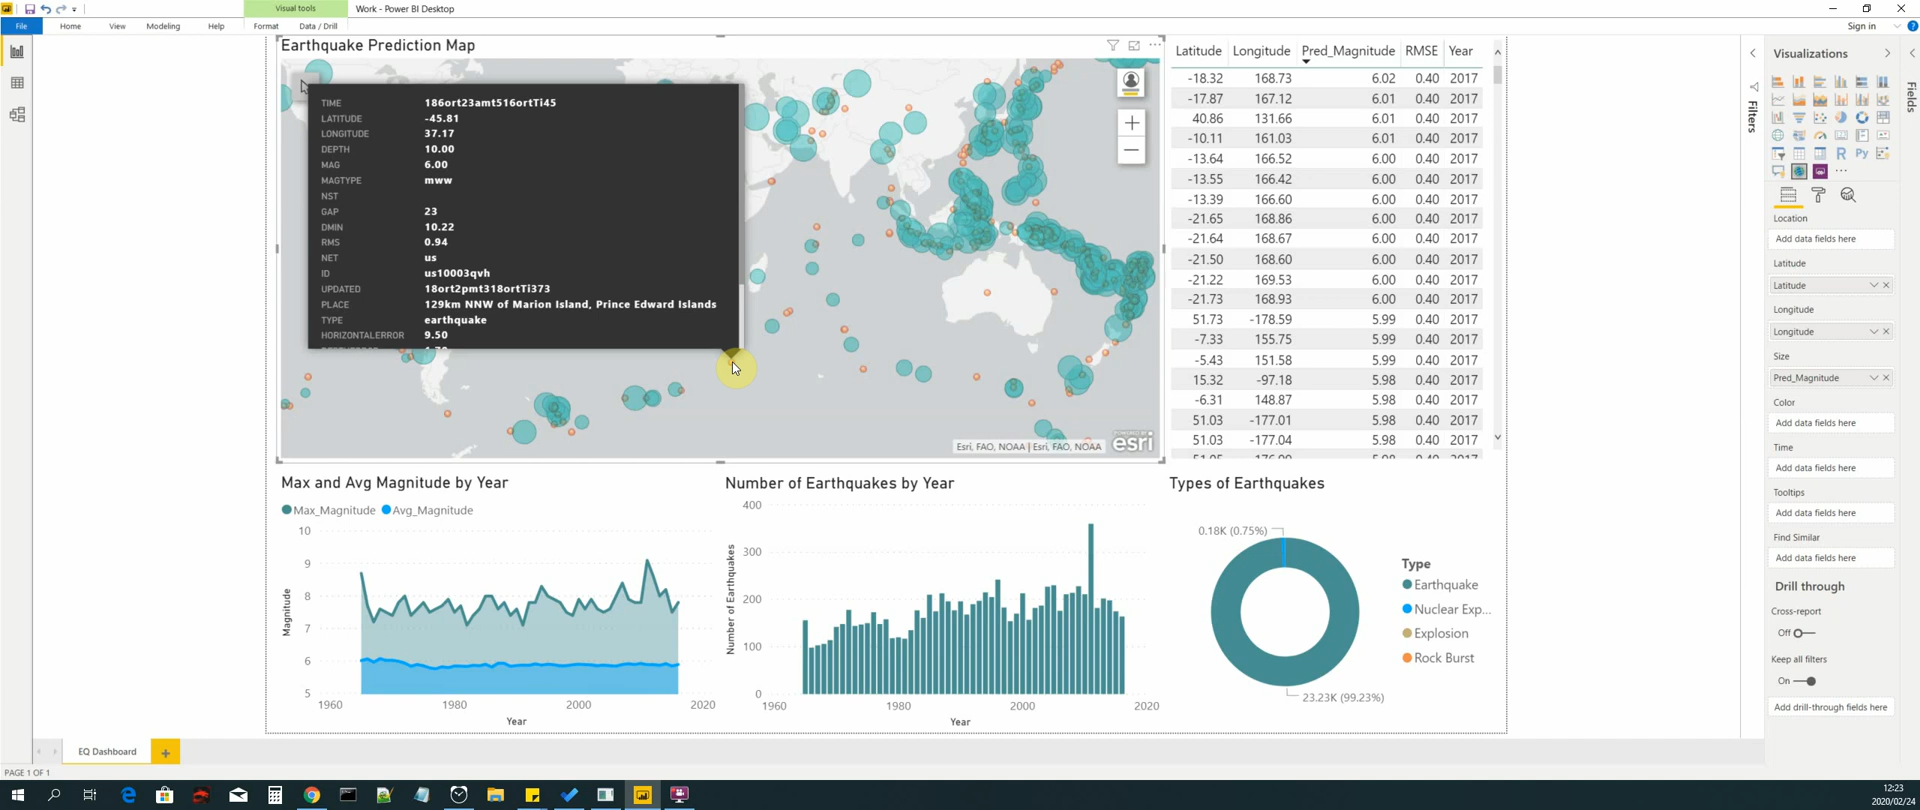 Visual tools
Work - Power BI Desktop
File Home View Modeling Help Format Data / Drill
Sign in
Earthquake Prediction Map
TIME 186ort23amt516ortTi45
LATITUDE -45.81
LONGITUDE 37.17
DEPTH 10.00
MAG 6.00
MAGTYPE mww
NST
GAP 23
DMIN 10.22
RMS 0.94
NET us
ID us10003qvh
UPDATED 18ort2pmt318ortTi373
PLACE 129km NNW of Marion Island, Prince Edward Islands
TYPE earthquake
HORIZONTALERROR 9.50
Esri, FAO, NOAA | Esri, FAO, NOAA
POWERED BY
esri
Latitude Longitude Pred_Magnitude RMSE Year
-18.32 168.73 6.02 0.40 2017
-17.87 167.12 6.01 0.40 2017
40.86 131.66 6.01 0.40 2017
-10.11 161.03 6.01 0.40 2017
-13.64 166.52 6.00 0.40 2017
-13.55 166.42 6.00 0.40 2017
-13.39 166.60 6.00 0.40 2017
-21.65 168.86 6.00 0.40 2017
-21.64 168.67 6.00 0.40 2017
-21.50 168.60 6.00 0.40 2017
-21.22 169.53 6.00 0.40 2017
-21.73 168.93 6.00 0.40 2017
51.73 -178.59 5.99 0.40 2017
-7.33 155.75 5.99 0.40 2017
-5.43 151.58 5.99 0.40 2017
15.32 -97.18 5.98 0.40 2017
-6.31 148.87 5.98 0.40 2017
51.03 -177.01 5.98 0.40 2017
51.03 -177.04 5.98 0.40 2017
Max and Avg Magnitude by Year
Max_Magnitude Avg_Magnitude
10
9
8
7
6
5
Magnitude
1960 1980 2000 2020
Year
Number of Earthquakes by Year
400
300
200
100
0
Number of Earthquakes
1960 1980 2000 2020
Year
Types of Earthquakes
0.18K (0.75%)
23.23K (99.23%)
Type
Earthquake
Nuclear Exp...
Explosion
Rock Burst
Filters
Visualizations
Fields
R Py
Location
Add data fields here
Latitude
Latitude
Longitude
Longitude
Size
Pred_Magnitude
Color
Add data fields here
Time
Add data fields here
Tooltips
Add data fields here
Find Similar
Add data fields here
Drill through
Cross-report
Off
Keep all filters
On
Add drill-through fields here
EQ Dashboard
PAGE 1 OF 1
12:23
2020/02/24